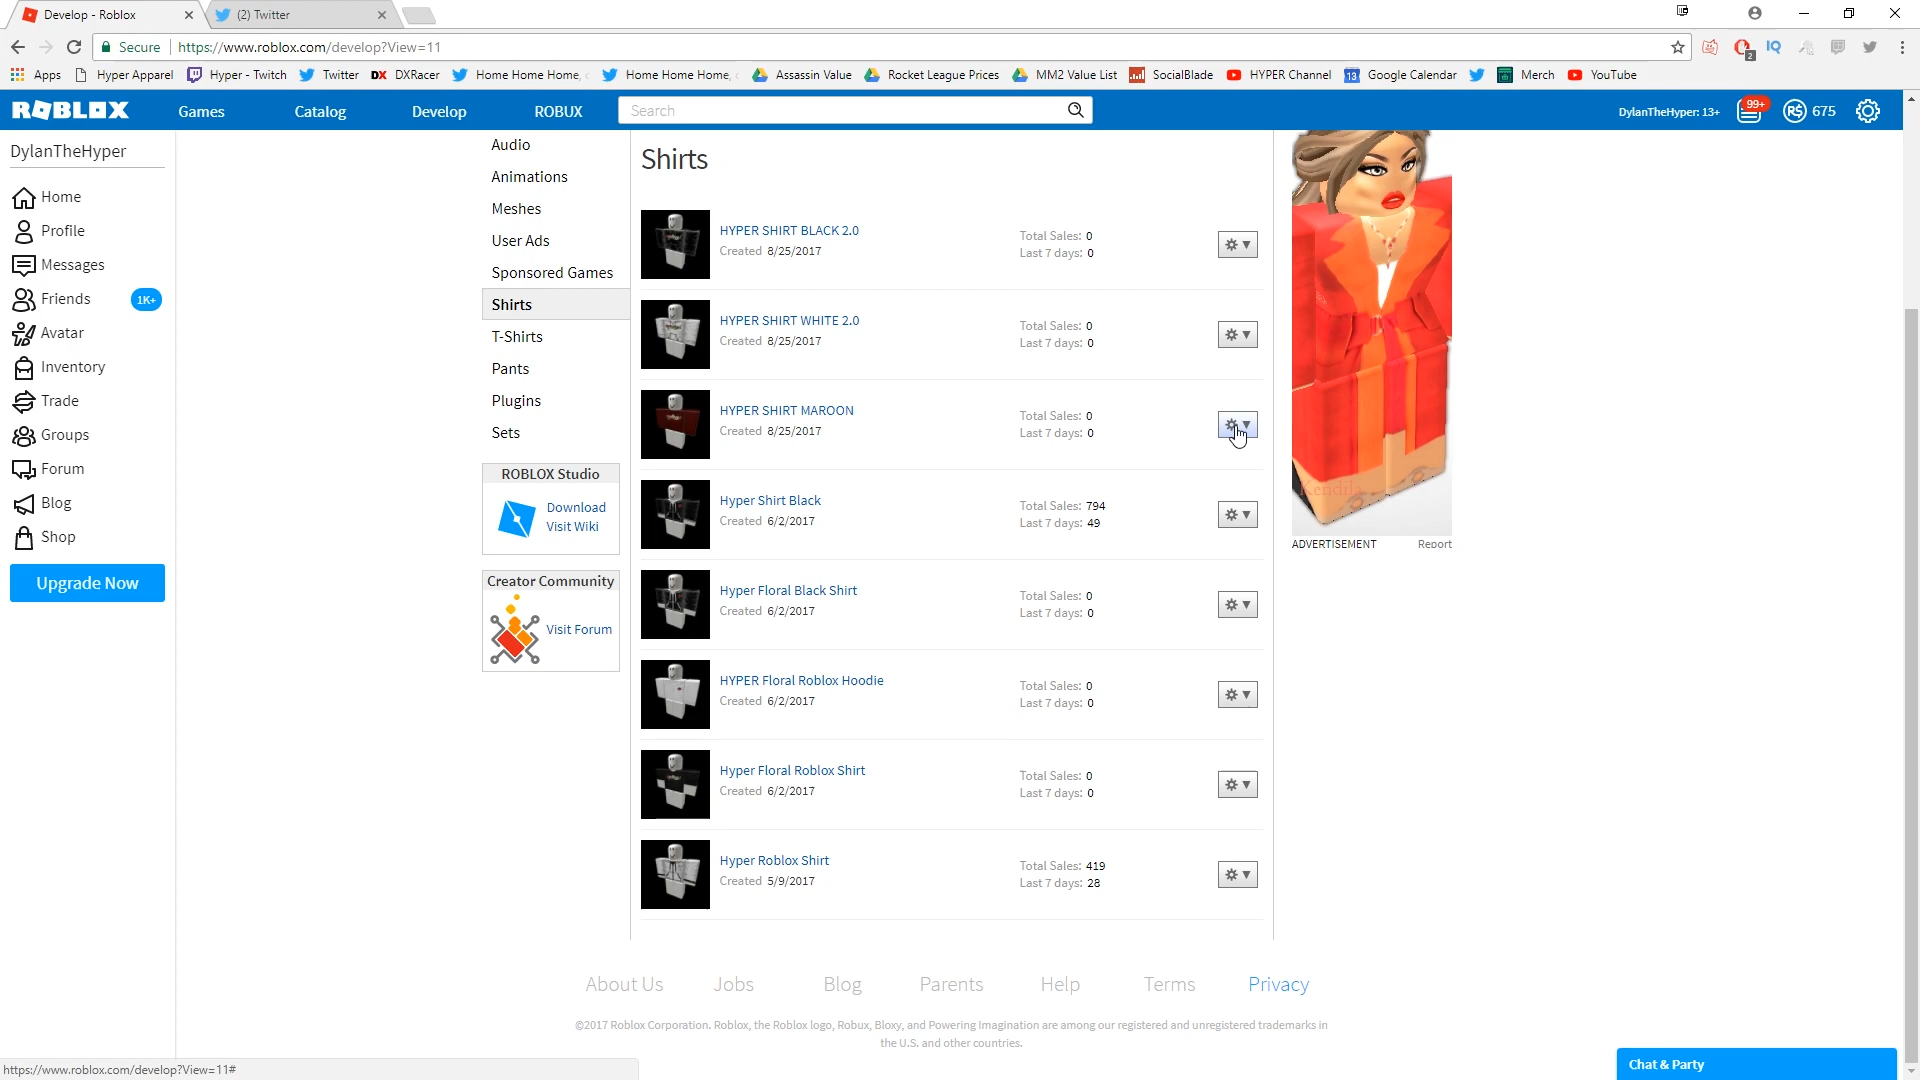 Develop - Roblox
(2) Twitter
Secure
https://www.roblox.com/develop?View=11
2
Apps
Hyper Apparel
Hyper - Twitch
Twitter
DX DXRacer
Home Home Home,
Home Home Home,
Assassin Value
Rocket League Prices
MM2 Value List
SocialBlade
HYPER Channel
13 Google Calendar
Merch
YouTube
ROBLOX
Games
Catalog
Develop
ROBUX
Search
DylanTheHyper: 13+
99+
R$ 675
DylanTheHyper
Home
Profile
Messages
Friends
1K+
Avatar
Inventory
Trade
Groups
Forum
Blog
Shop
Upgrade Now
Audio
Animations
Meshes
User Ads
Sponsored Games
Shirts
T-Shirts
Pants
Plugins
Sets
ROBLOX Studio
Download
Visit Wiki
Creator Community
Visit Forum
Shirts
HYPER SHIRT BLACK 2.0
Created 8/25/2017
Total Sales: 0
Last 7 days: 0
HYPER SHIRT WHITE 2.0
Created 8/25/2017
Total Sales: 0
Last 7 days: 0
HYPER SHIRT MAROON
Created 8/25/2017
Total Sales: 0
Last 7 days: 0
Hyper Shirt Black
Created 6/2/2017
Total Sales: 794
Last 7 days: 49
Hyper Floral Black Shirt
Created 6/2/2017
Total Sales: 0
Last 7 days: 0
HYPER Floral Roblox Hoodie
Created 6/2/2017
Total Sales: 0
Last 7 days: 0
Hyper Floral Roblox Shirt
Created 6/2/2017
Total Sales: 0
Last 7 days: 0
Hyper Roblox Shirt
Created 5/9/2017
Total Sales: 419
Last 7 days: 28
ADVERTISEMENT
Report
About Us
Jobs
Blog
Parents
Help
Terms
Privacy
©2017 Roblox Corporation. Roblox, the Roblox logo, Robux, Bloxy, and Powering Imagination are among our registered and unregistered trademarks in
the U.S. and other countries.
https://www.roblox.com/develop?View=11#
Chat & Party